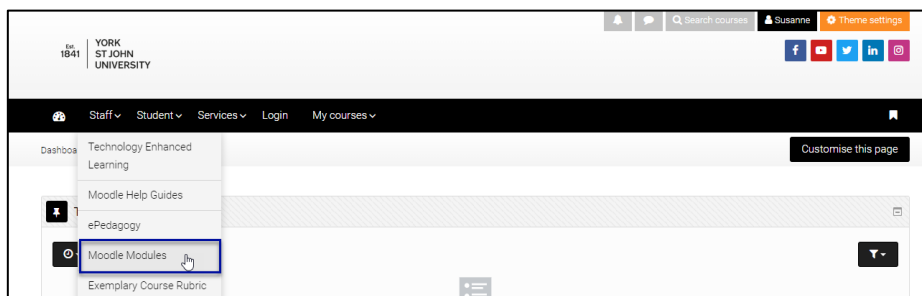 Search courses
Susanne
Theme settings
Est.
1841
YORK
ST JOHN
UNIVERSITY
Staff Student Services Login My courses
Dashboa
Customise this page
Technology Enhanced
Learning
Moodle Help Guides
T
ePedagogy
Moodle Modules
Exemplary Course Rubric